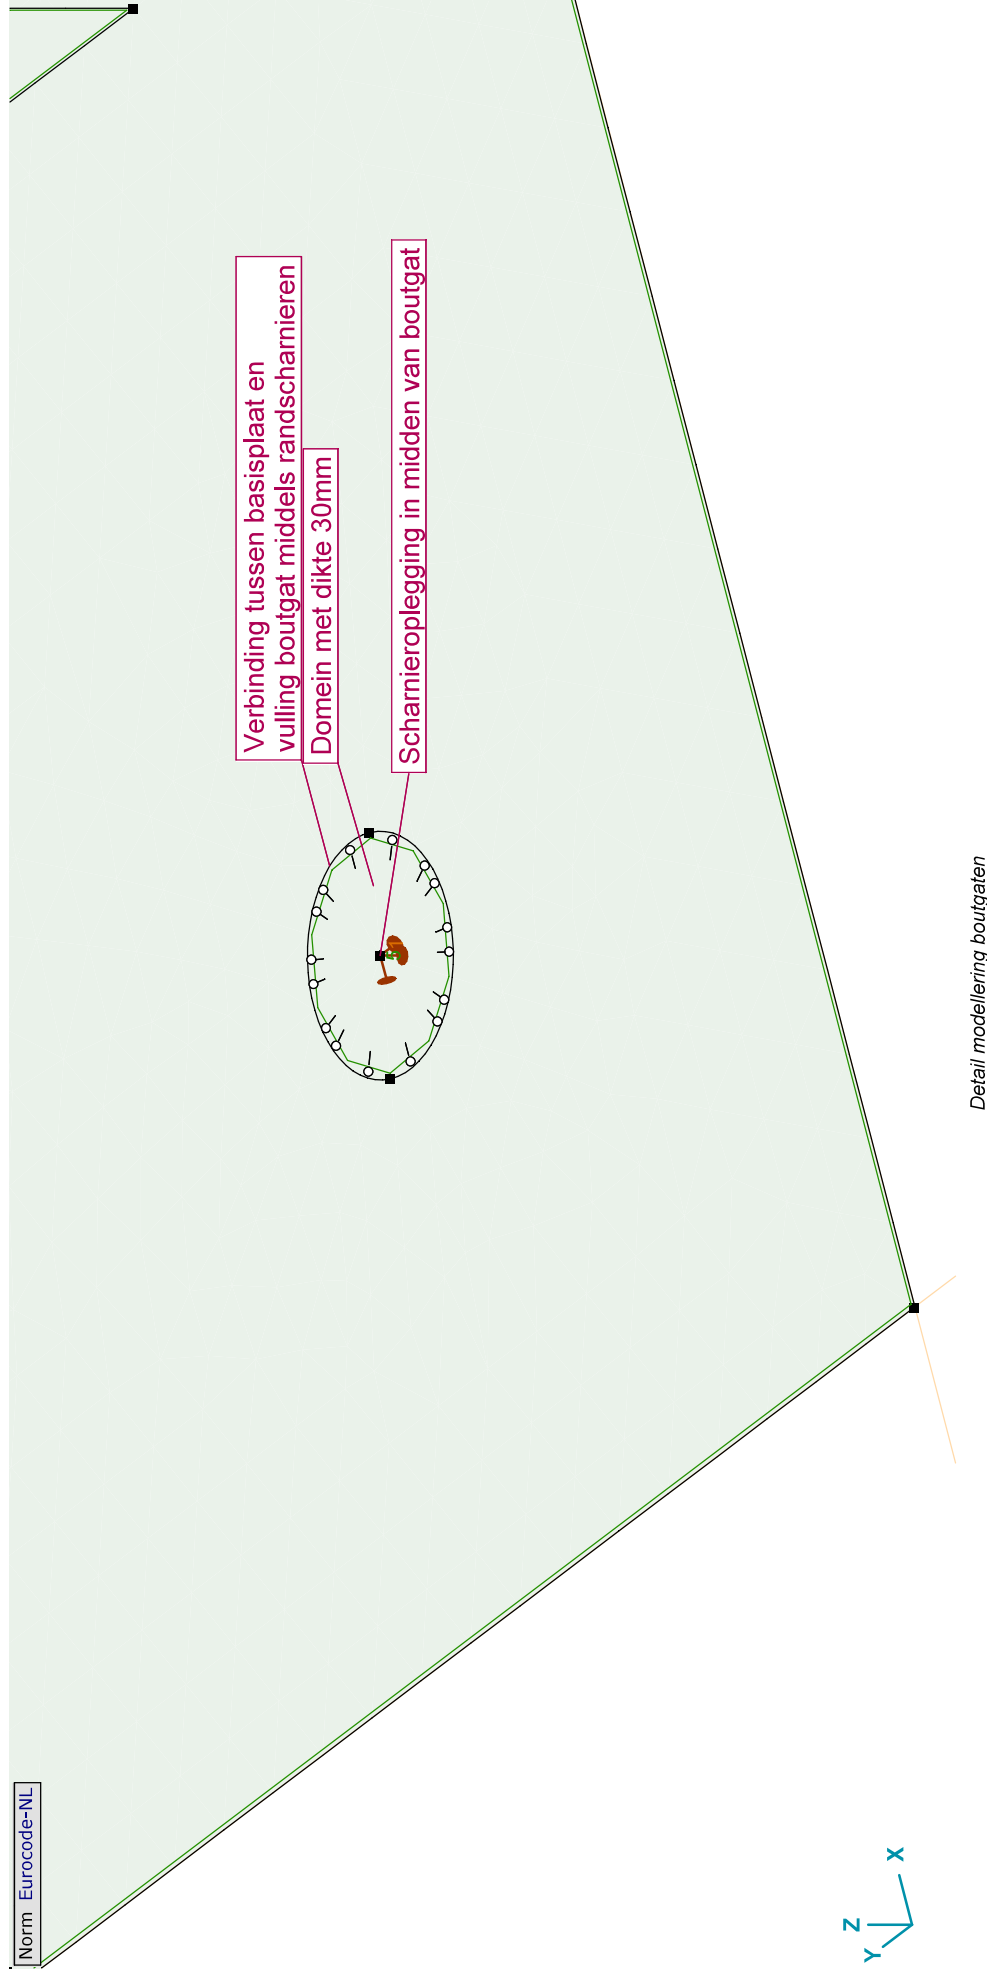 Norm Eurocode-NL
Verbinding tussen basisplaat en
vulling boutgat middels randscharnieren
Domein met dikte 30mm
Scharnieroplegging in midden van boutgat
X
Z
Y
Detail modellering boutgaten